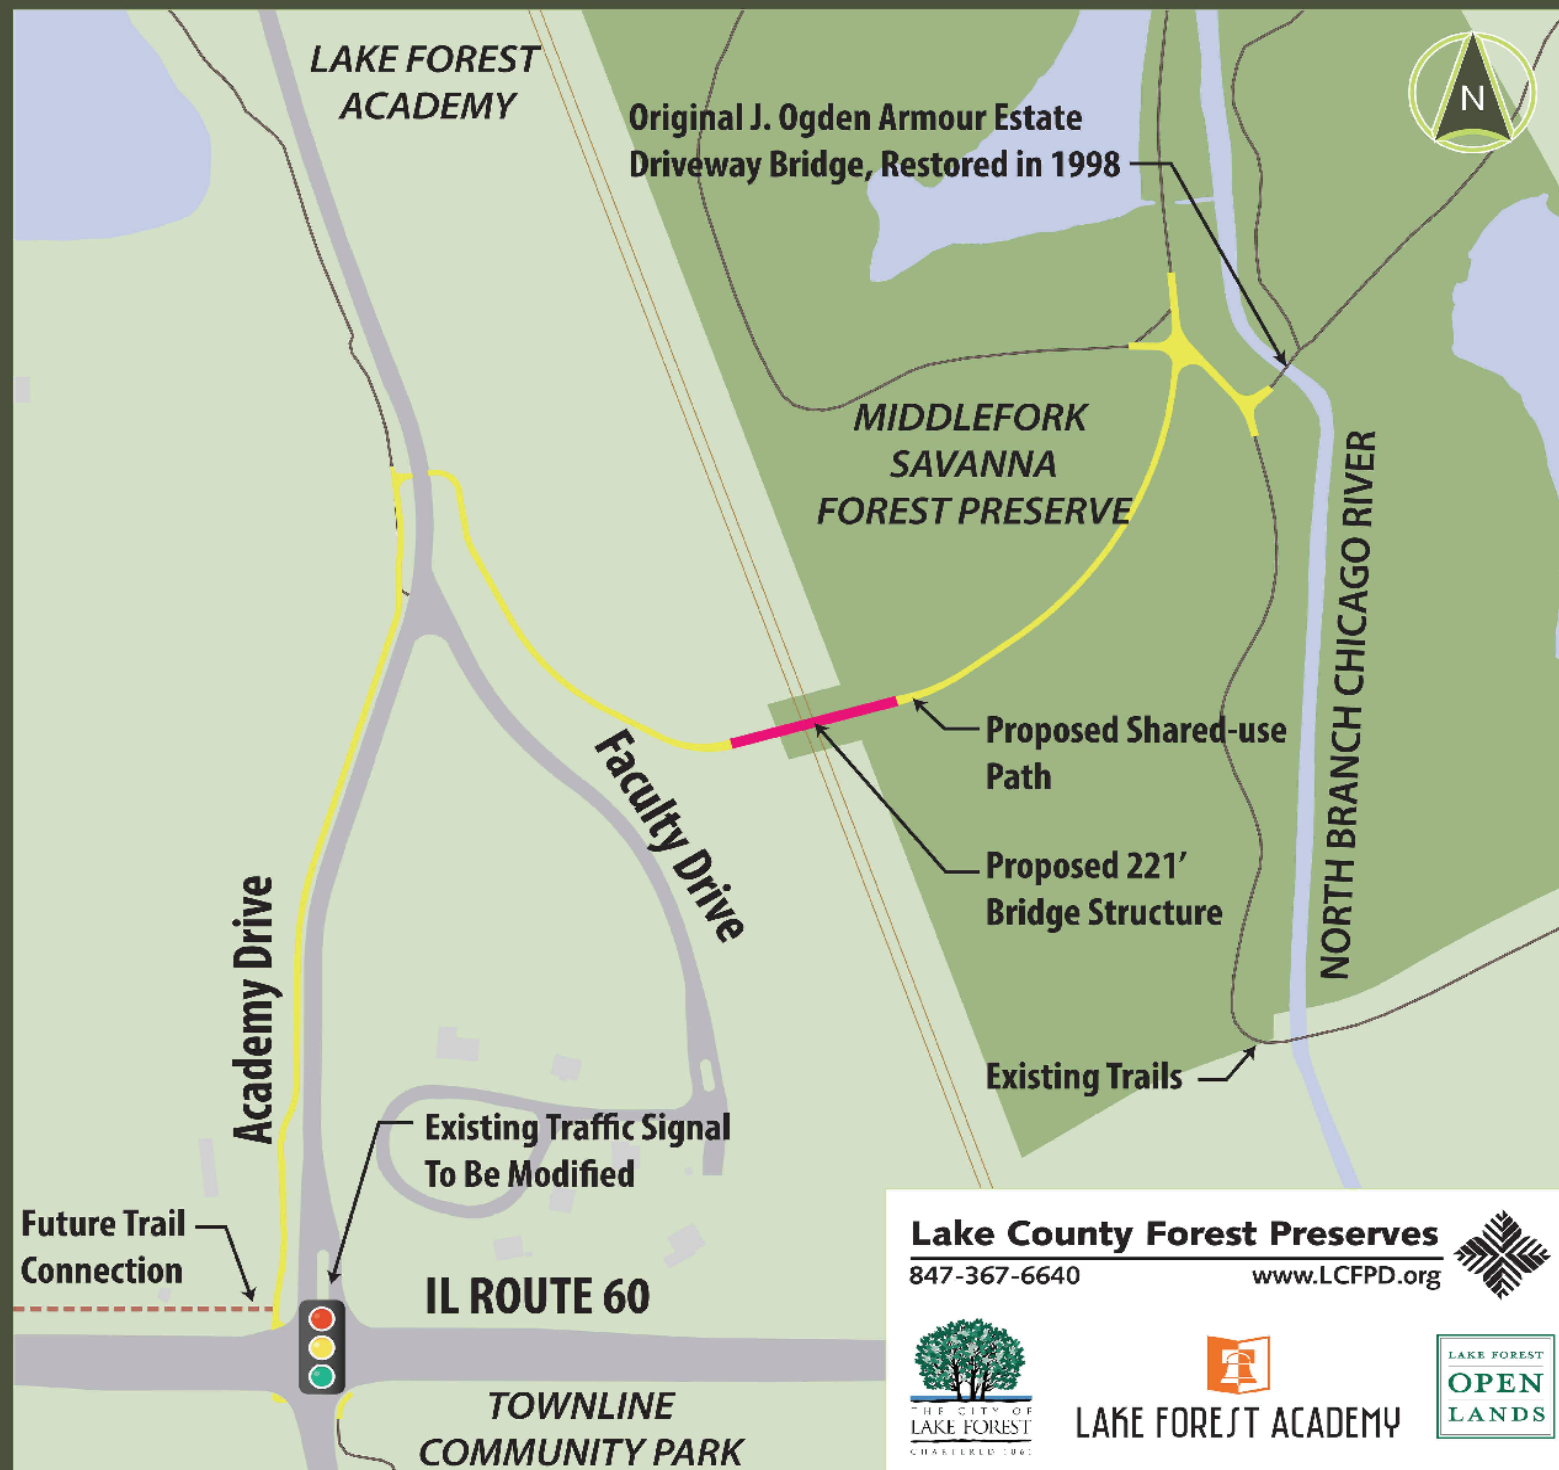 LAKE FOREST
ACADEMY
Original J. Ogden Armour Estate
Driveway Bridge, Restored in 1998
N
MIDDLEFORK
SAVANNA
FOREST PRESERVE
NORTH BRANCH CHICAGO RIVER
Proposed Shared-use
Path
Faculty Drive
Proposed 221'
Bridge Structure
Academy Drive
Existing Trails
Existing Traffic Signal
To Be Modified
Future Trail
Connection
IL ROUTE 60
TOWNLINE
COMMUNITY PARK
Lake County Forest Preserves
847-367-6640
www.LCFPD.org
THE CITY OF
LAKE FOREST
CHARTERED 1861
LAKE FOREST ACADEMY
LAKE FOREST
OPEN
LANDS